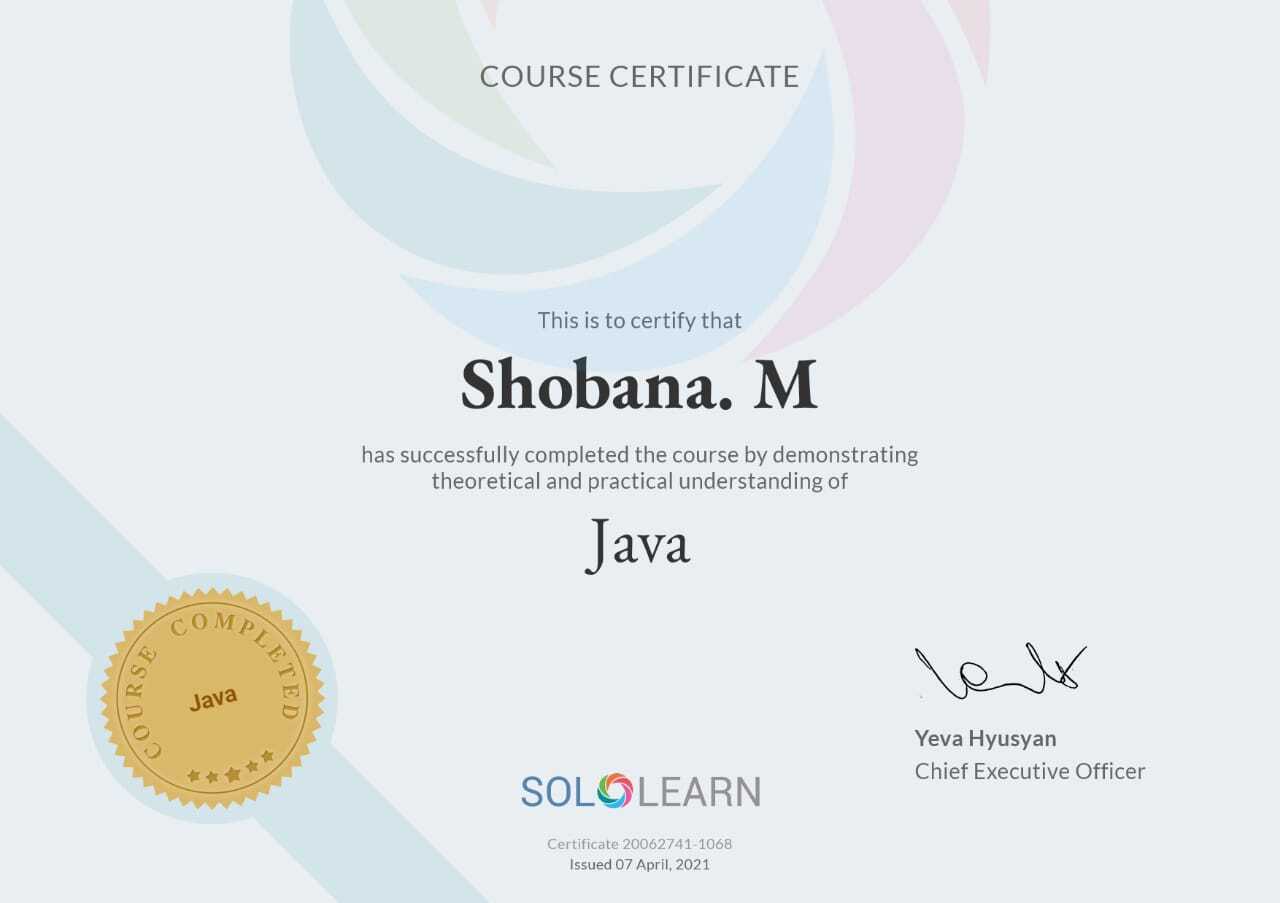 COURSE CERTIFICATE
This is to certify that
Shobana. M
has successfully completed the course by demonstrating
theoretical and practical understanding of
Java
COURSE COMPLETED
Java
Yeva Hyusyan
Chief Executive Officer
SOLOLEARN
Certificate 20062741-1068
Issued 07 April, 2021